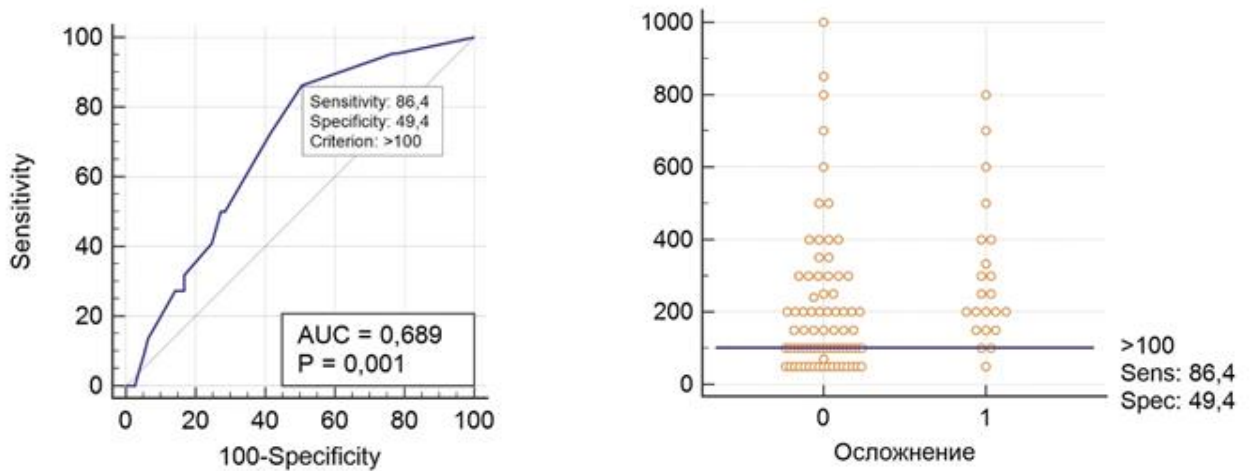 100
80
60
40
20
0
Sensitivity
Sensitivity: 86,4
Specificity: 49,4
Criterion: >100
AUC = 0,689
P = 0,001
0 20 40 60 80 100
100-Specificity
1000
800
600
400
200
0
>100
Sens: 86,4
Spec: 49,4
0 1
Осложнение